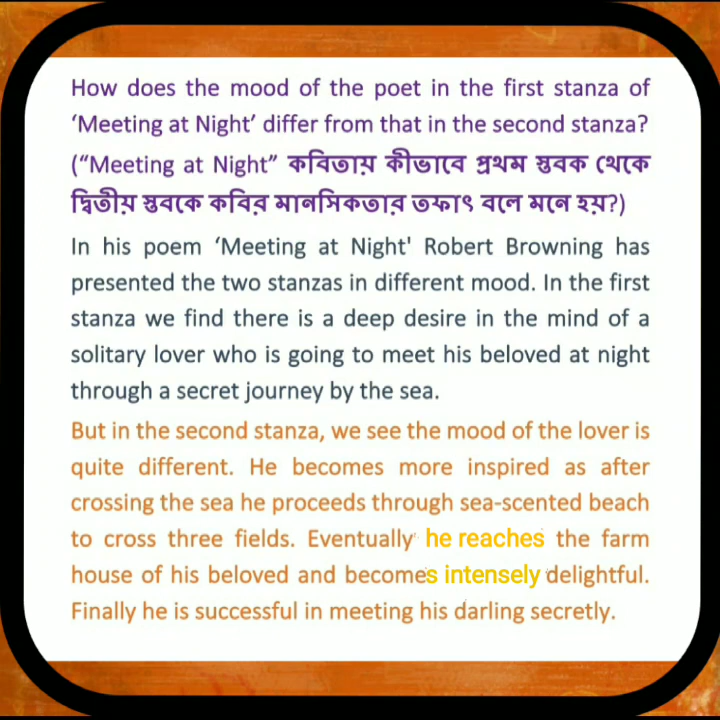 How does the mood of the poet in the first stanza of
‘Meeting at Night’ differ from that in the second stanza?
(“Meeting at Night” কবিতায় কীভাবে প্রথম স্তবক থেকে
দ্বিতীয় স্তবকে কবির মানসিকতার তফাৎ বলে মনে হয়?)
In his poem ‘Meeting at Night' Robert Browning has
presented the two stanzas in different mood. In the first
stanza we find there is a deep desire in the mind of a
solitary lover who is going to meet his beloved at night
through a secret journey by the sea.
But in the second stanza, we see the mood of the lover is
quite different. He becomes more inspired as after
crossing the sea he proceeds through sea-scented beach
to cross three fields. Eventually he reaches the farm
house of his beloved and becomes intensely delightful.
Finally he is successful in meeting his darling secretly.